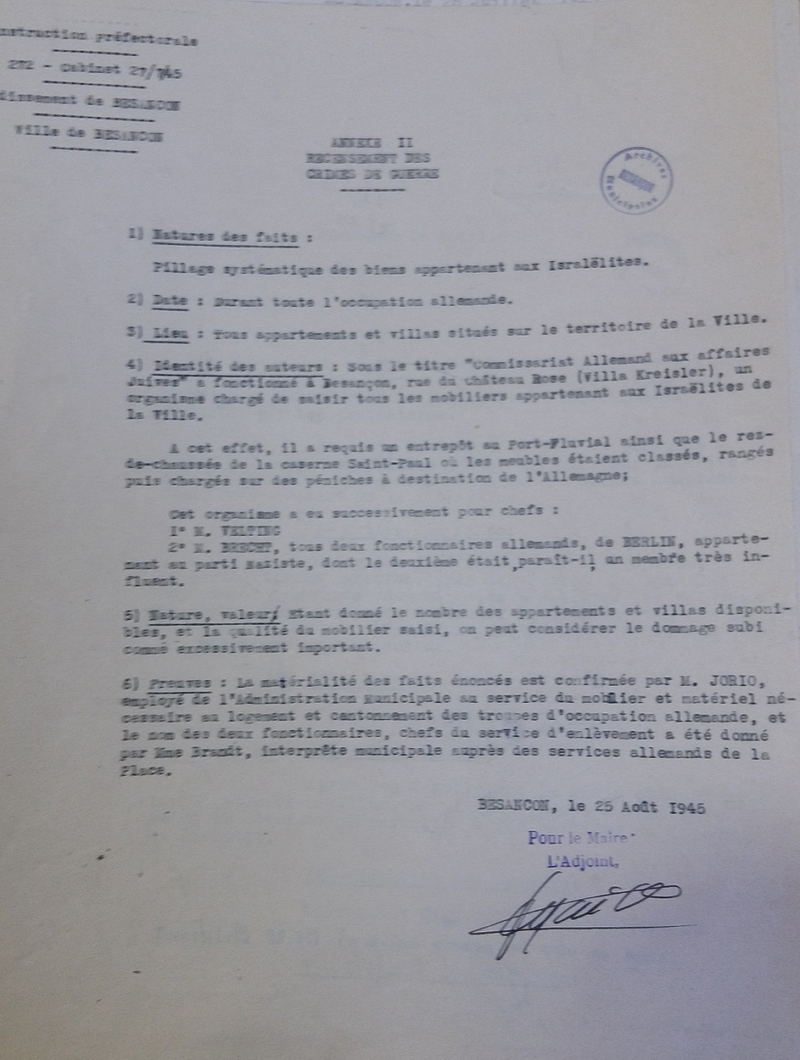 nstruction préfectorale
272 - Cabinet 27/7/45
dissement de BESANCON
Ville de BESANCON
ANNEXE II
RECENSEMENT DES
CRIMES DE GUERRE
Archives
BESANÇON
Municipales
1) Natures des faits :
Pillage systématique des biens appartenant aux Israëlites.
2) Date : Durant toute l'occupation allemande.
3) Lieu : Tous appartements et villas situés sur le territoire de la Ville.
4) Identité des auteurs : Sous le titre "Commissariat Allemand aux affaires
Juives" a fonctionné à Besançon, rue du château Rose (Villa Kreisler), un
organisme chargé de saisir tous les mobiliers appartenant aux Israëlites de
la Ville.
A cet effet, il a requis un entrepôt au Port-Fluvial ainsi que le rez-
de-chaussée de la caserne Saint-Paul où les meubles étaient classés, rangés
puis chargés sur des péniches à destination de l'Allemagne;
Cet organisme a eu successivement pour chefs :
1° M. VELPING
2° M. BRECHT, tous deux fonctionnaires allemands, de BERLIN, apparte-
nant au parti naziste, dont le deuxième était, paraît-il, un membre très in-
fluent.
5) Nature, valeur/ Etant donné le nombre des appartements et villas disponi-
bles, et la qualité du mobilier saisi, on peut considérer le dommage subi
comme excessivement important.
6) Preuves : La matérialité des faits énoncés est confirmée par M. JORIO,
employé de l'Administration Municipale au service du mobilier et matériel né-
cessaire au logement et cantonnement des troupes d'occupation allemande, et
le nom des deux fonctionnaires, chefs du service d'enlèvement a été donné
par Mme Brandt, interprête municipale auprès des services allemands de la
Place.
BESANCON, le 25 Août 1945
Pour le Maire
L'Adjoint,